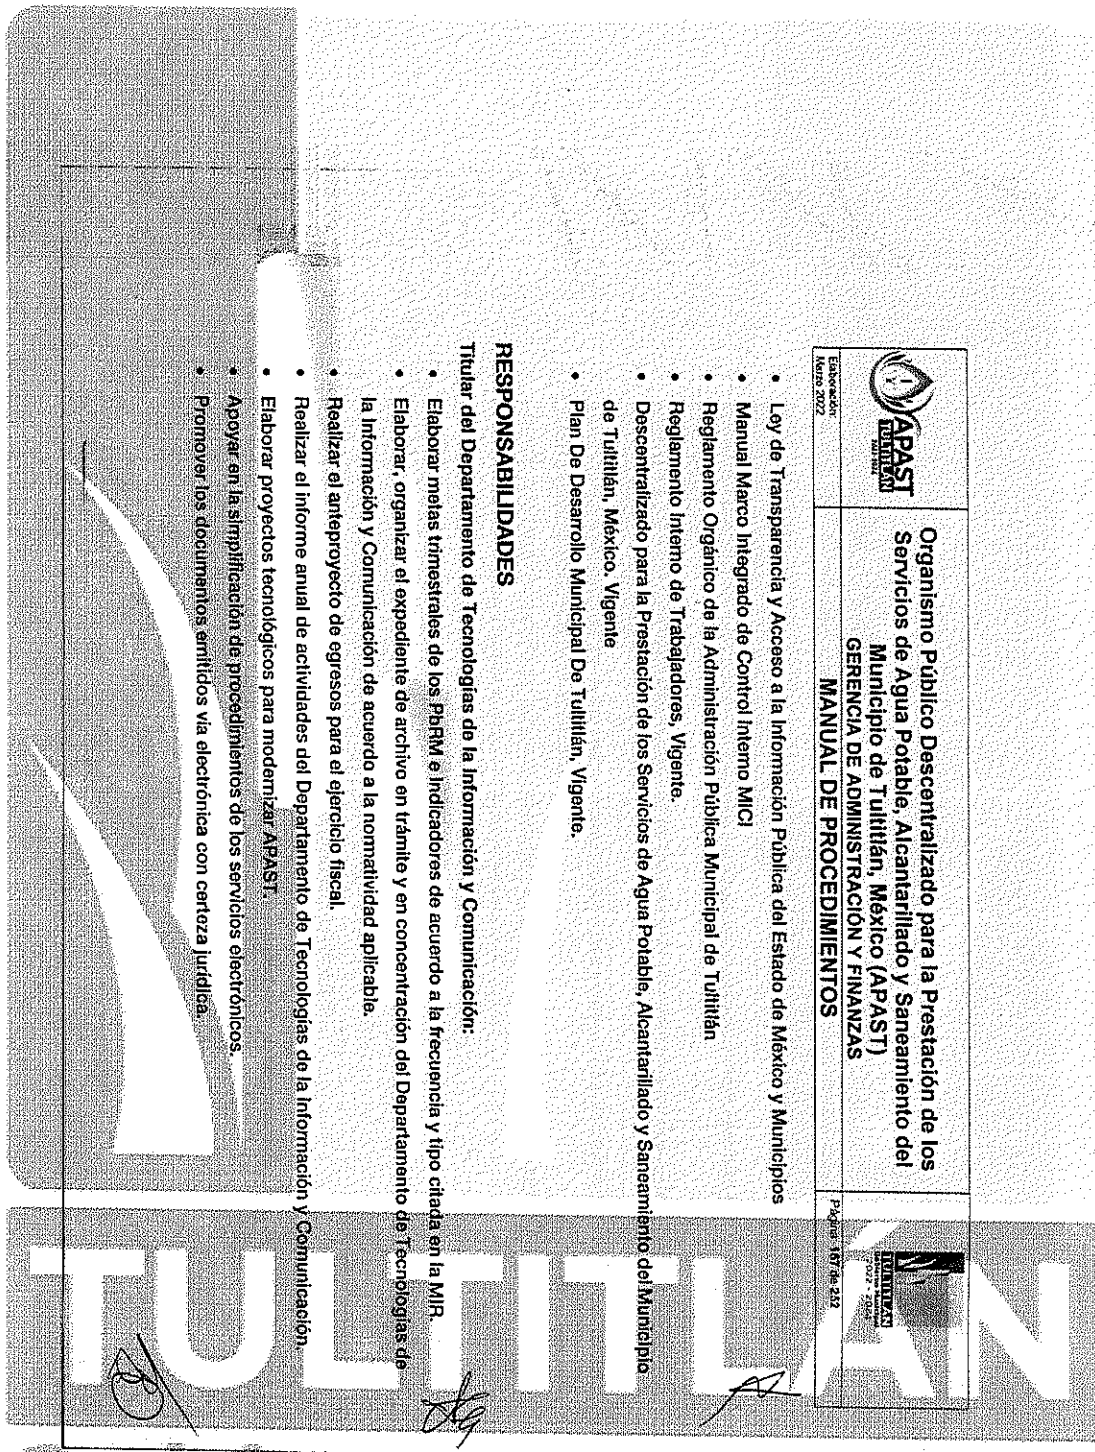 APAST
TULTITLÁN
Elaboración:
Marzo 2022
Organismo Público Descentralizado para la Prestación de los
Servicios de Agua Potable, Alcantarillado y Saneamiento del
Municipio de Tultitlán, México (APAST)
GERENCIA DE ADMINISTRACIÓN Y FINANZAS
MANUAL DE PROCEDIMIENTOS
TULTITLÁN
Página 167 de 252
• Ley de Transparencia y Acceso a la Información Pública del Estado de México y Municipios
• Manual Marco Integrado de Control Interno MICI
• Reglamento Orgánico de la Administración Pública Municipal de Tultitlán
• Reglamento Interno de Trabajadores, Vigente.
• Descentralizado para la Prestación de los Servicios de Agua Potable, Alcantarillado y Saneamiento del Municipio
de Tultitlán, México. Vigente
• Plan De Desarrollo Municipal De Tultitlán, Vigente.
RESPONSABILIDADES
Titular del Departamento de Tecnologías de la Información y Comunicación:
• Elaborar metas trimestrales de los PbRM e Indicadores de acuerdo a la frecuencia y tipo citada en la MIR.
• Elaborar, organizar el expediente de archivo en trámite y en concentración del Departamento de Tecnologías de
la Información y Comunicación de acuerdo a la normatividad aplicable.
• Realizar el anteproyecto de egresos para el ejercicio fiscal.
• Realizar el informe anual de actividades del Departamento de Tecnologías de la Información y Comunicación.
• Elaborar proyectos tecnológicos para modernizar APAST.
• Apoyar en la simplificación de procedimientos de los servicios electrónicos.
• Promover los documentos emitidos vía electrónica con certeza jurídica.
TULTITLÁN